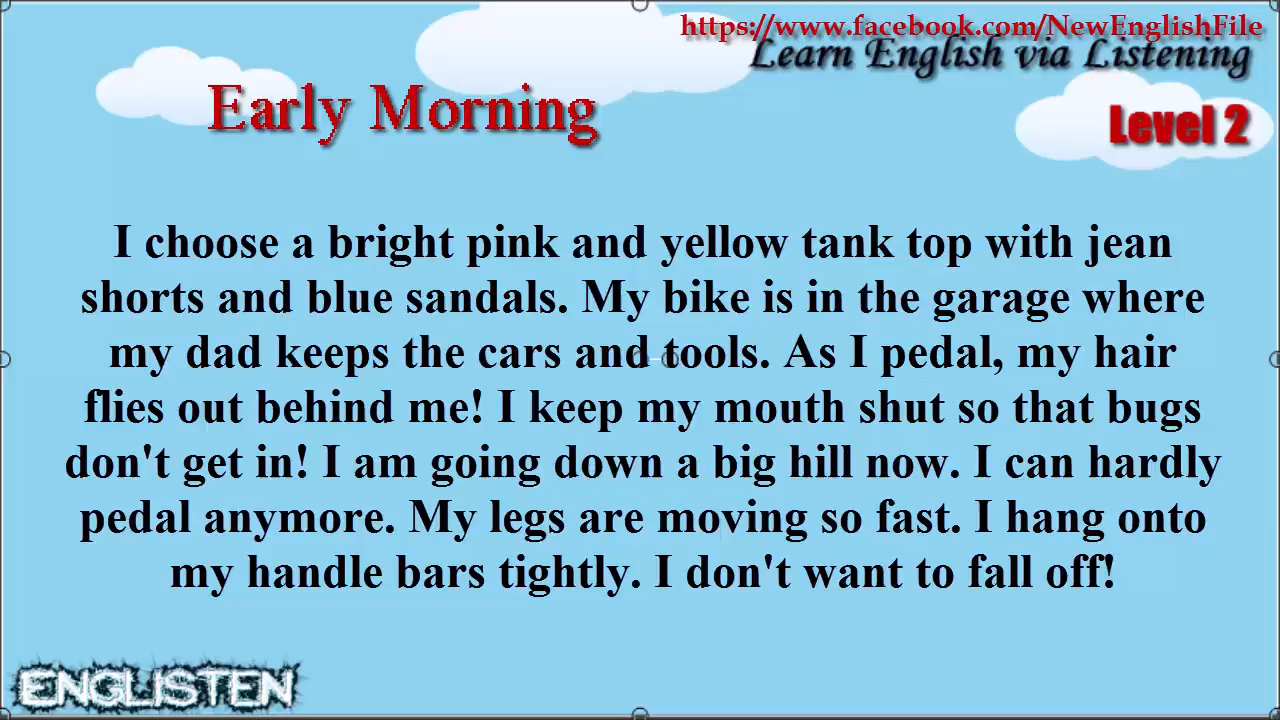 https://www.facebook.com/NewEnglishFile
Learn English via Listening
Early Morning
Level 2
I choose a bright pink and yellow tank top with jean
shorts and blue sandals. My bike is in the garage where
my dad keeps the cars and tools. As I pedal, my hair
flies out behind me! I keep my mouth shut so that bugs
don't get in! I am going down a big hill now. I can hardly
pedal anymore. My legs are moving so fast. I hang onto
my handle bars tightly. I don't want to fall off!
ENGLISTEN